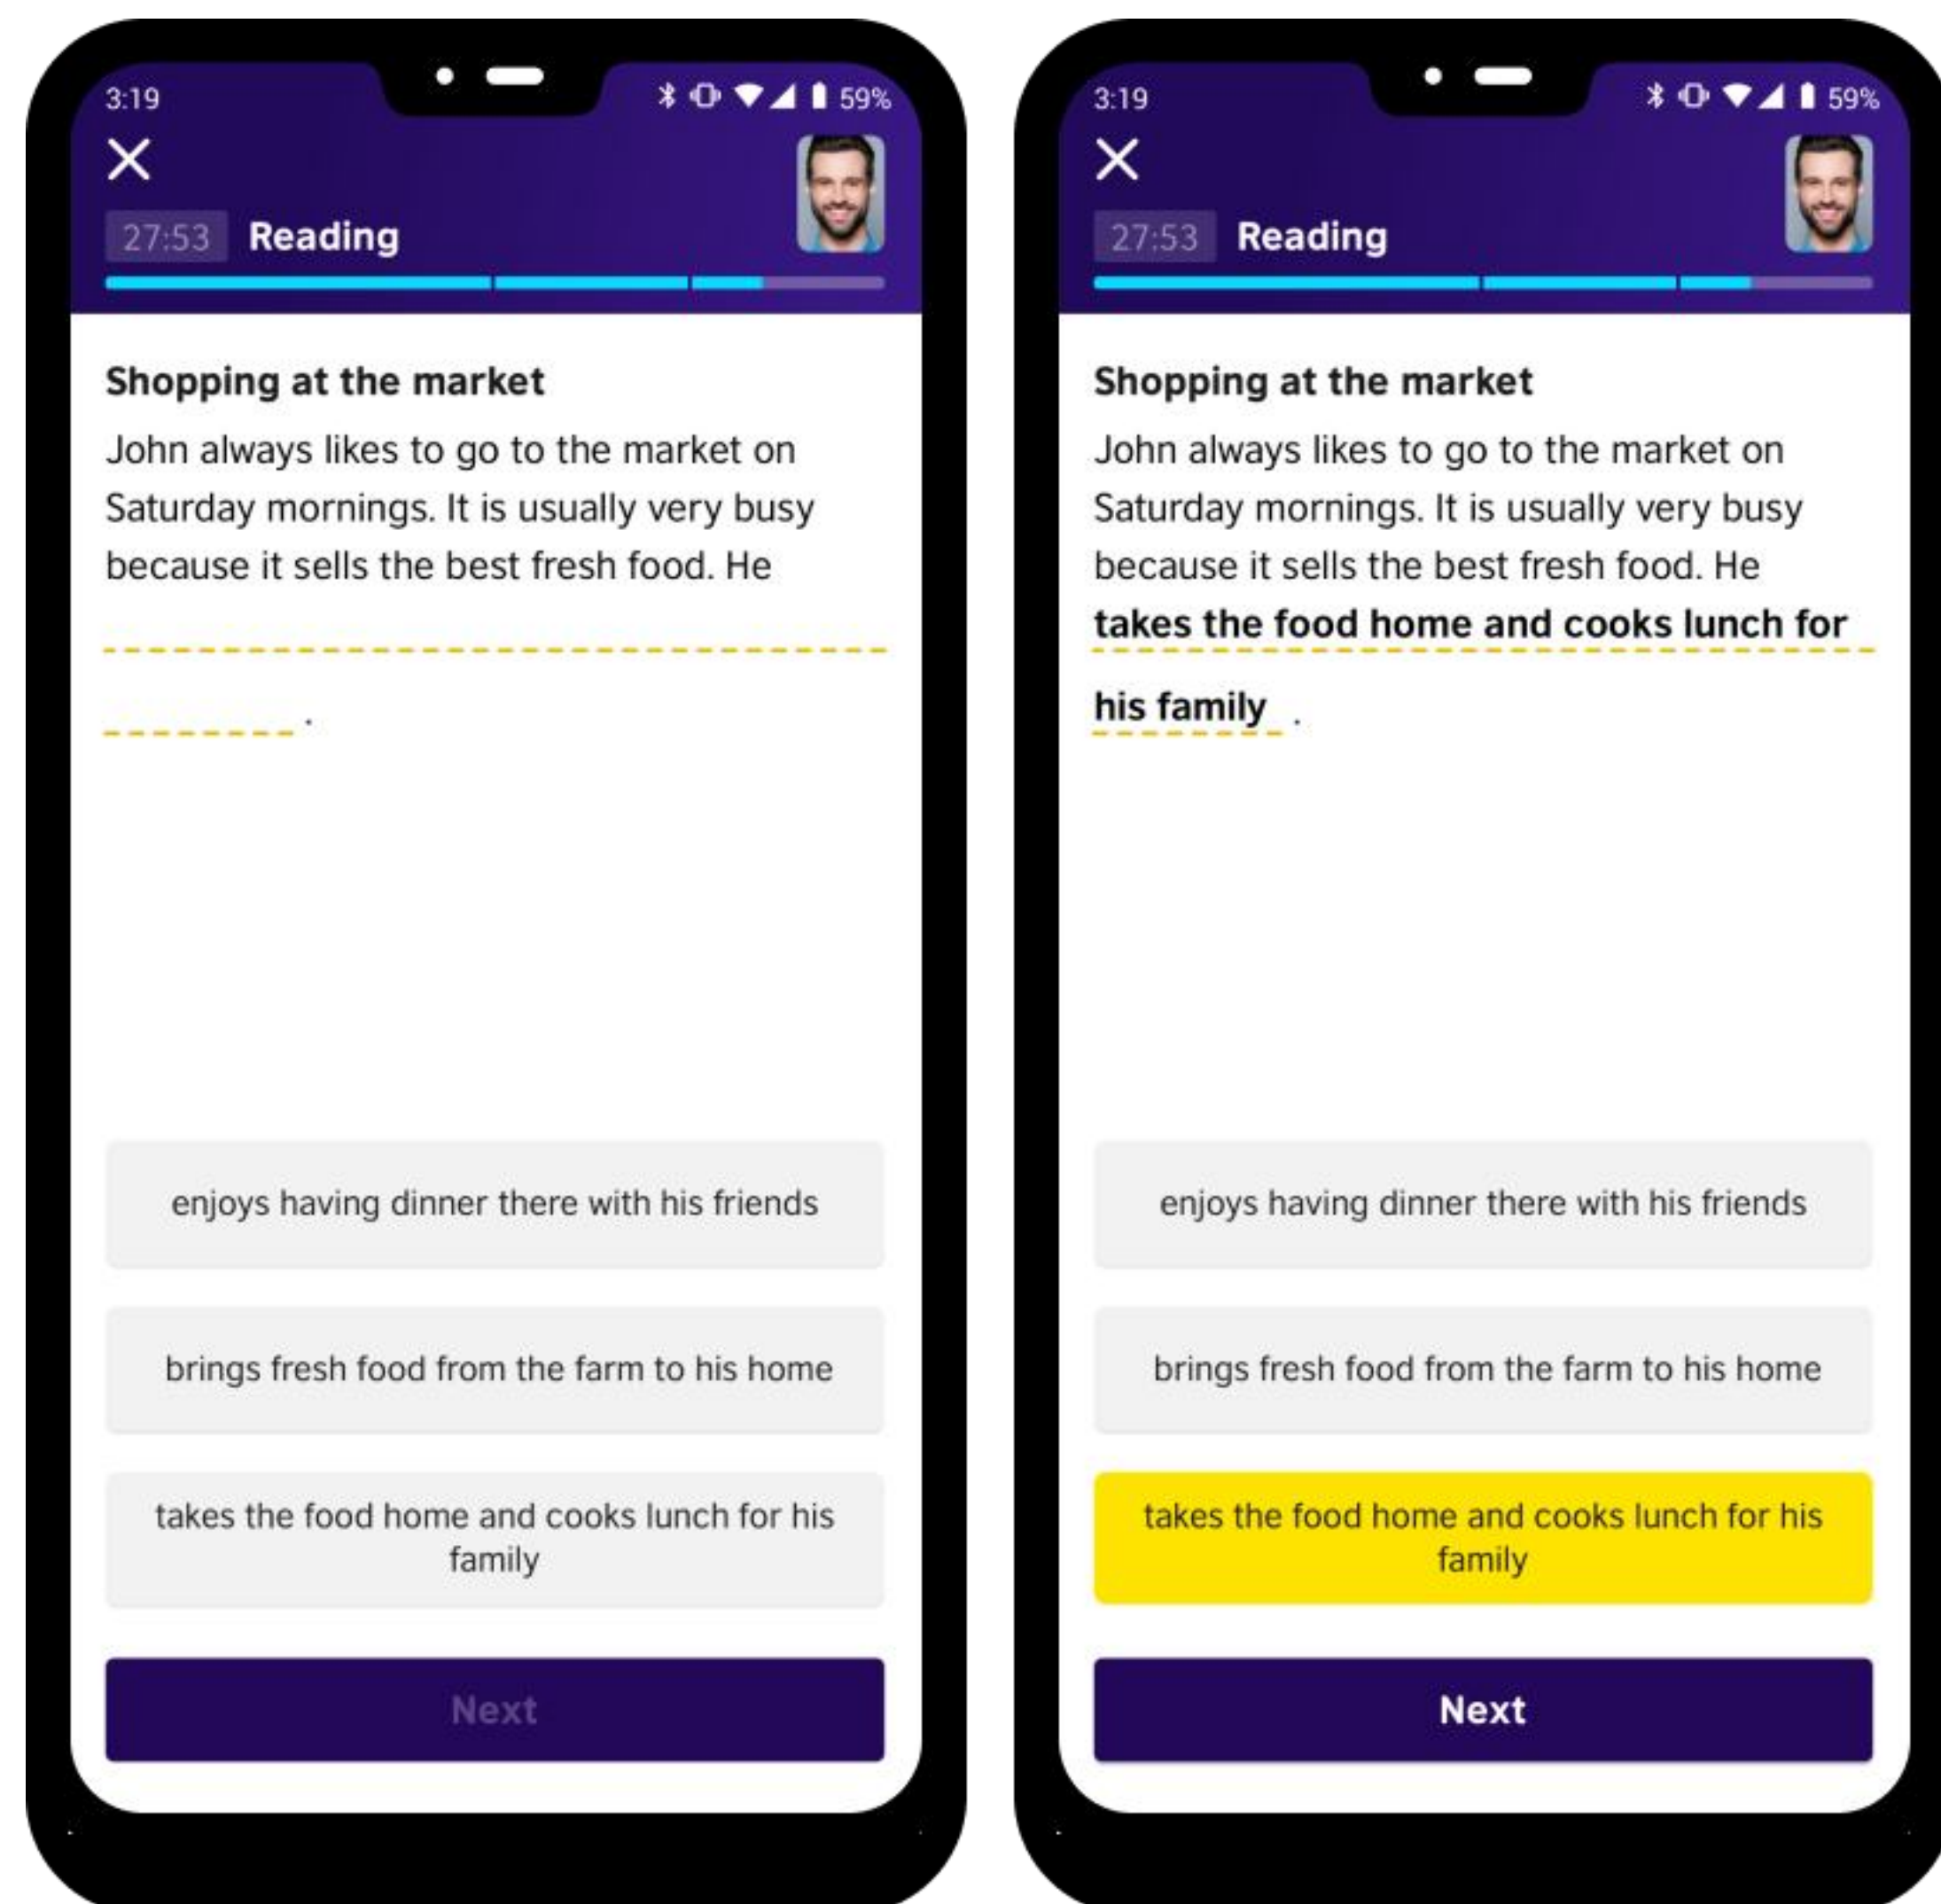 3:19
59%
27:53 Reading
Shopping at the market
John always likes to go to the market on
Saturday mornings. It is usually very busy
because it sells the best fresh food. He
.
enjoys having dinner there with his friends
brings fresh food from the farm to his home
takes the food home and cooks lunch for his
family
Next
3:19
59%
27:53 Reading
Shopping at the market
John always likes to go to the market on
Saturday mornings. It is usually very busy
because it sells the best fresh food. He
takes the food home and cooks lunch for
his family .
enjoys having dinner there with his friends
brings fresh food from the farm to his home
takes the food home and cooks lunch for his
family
Next